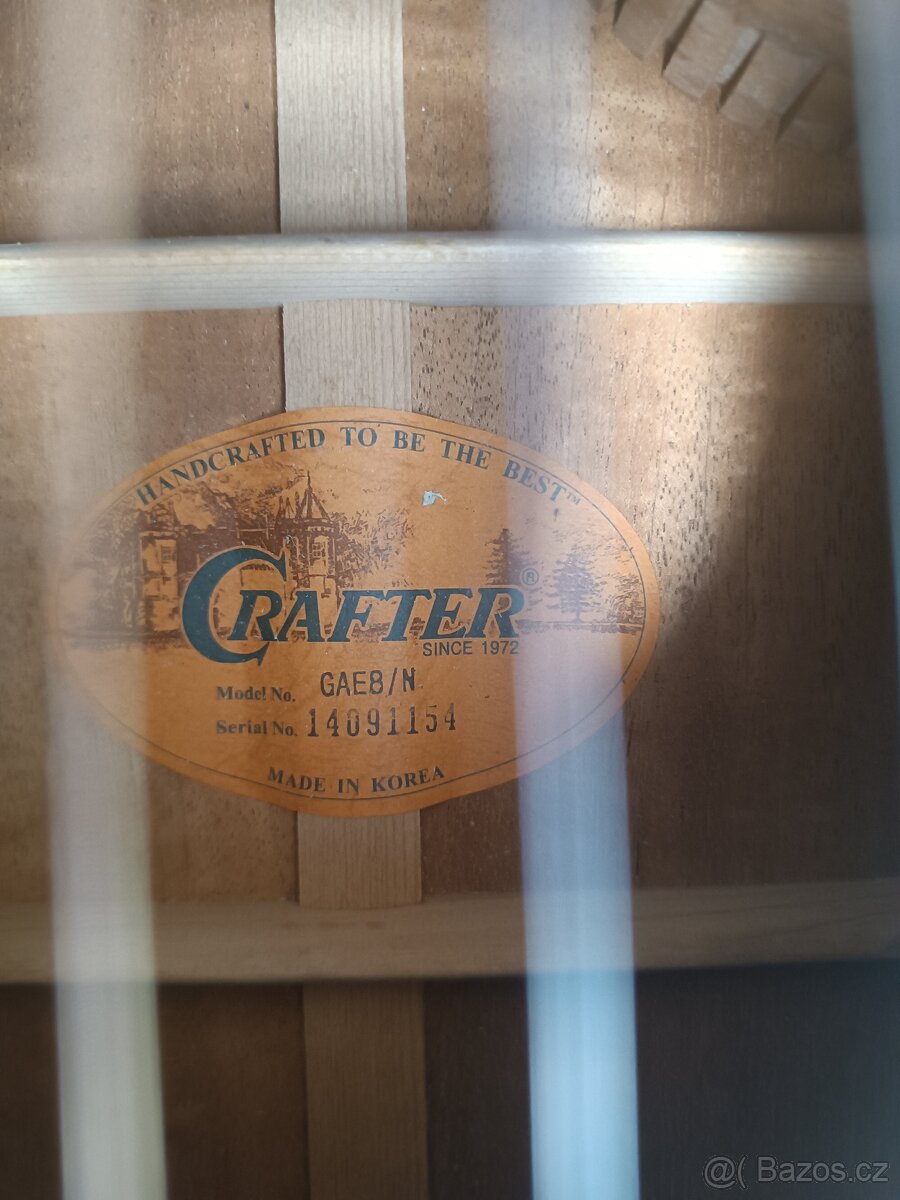 HANDCRAFTED TO BE THE BEST™
CRAFTER®
SINCE 1972
Model No. GAE8/N
Serial No. 14091154
MADE IN KOREA
@( Bazos.cz